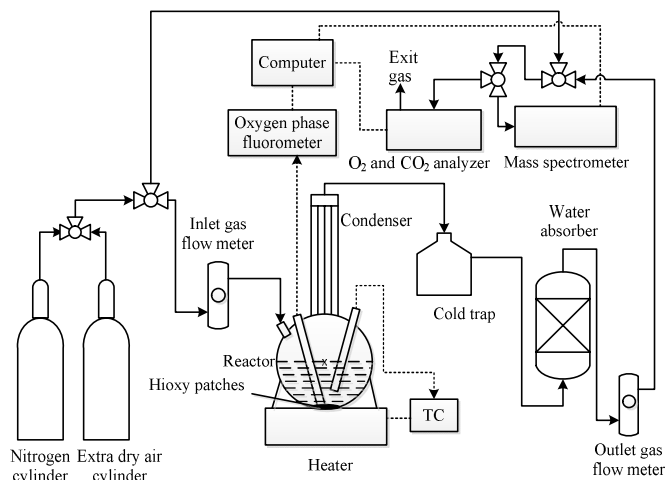 Computer
Exit
gas
Oxygen phase
fluorometer
O₂ and CO₂ analyzer
Mass spectrometer
Inlet gas
flow meter
Condenser
Water
absorber
Cold trap
Reactor
x
Hioxy patches
TC
Nitrogen
cylinder
Extra dry air
cylinder
Heater
Outlet gas
flow meter